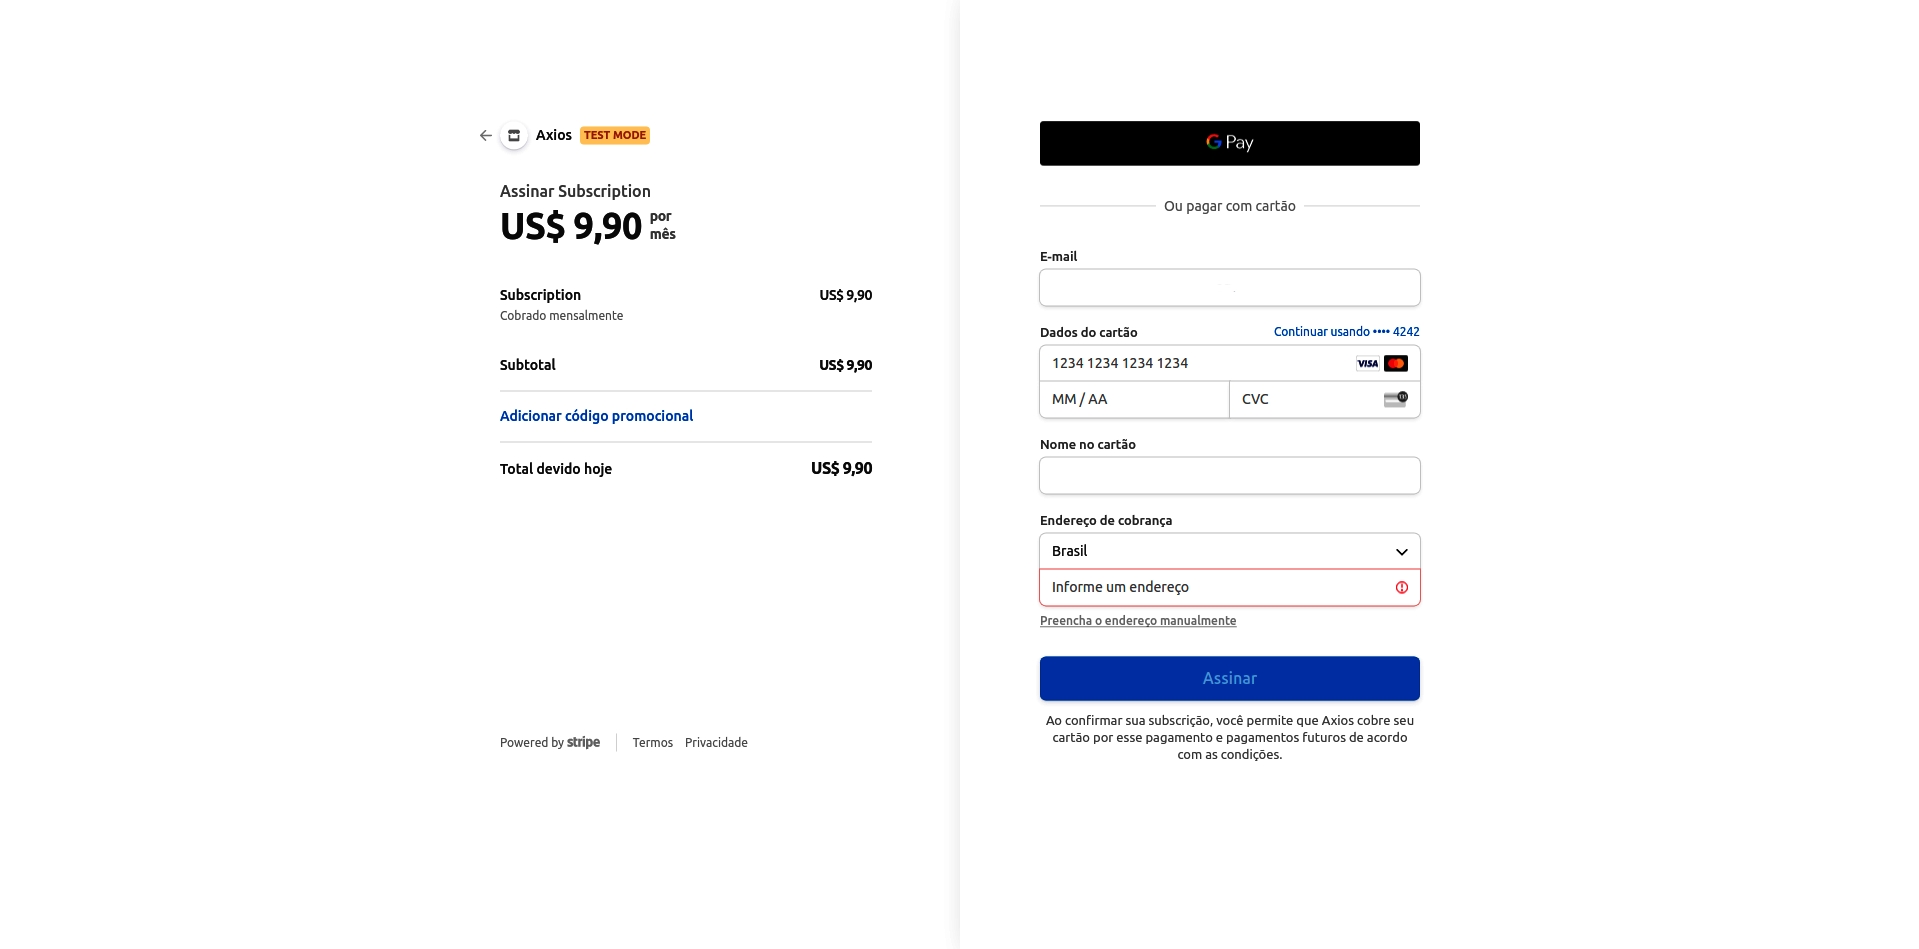 Axios TEST MODE
Assinar Subscription
US$ 9,90 por
mês
Subscription US$ 9,90
Cobrado mensalmente
Subtotal US$ 9,90
Adicionar código promocional
Total devido hoje US$ 9,90
Powered by stripe Termos Privacidade
G Pay
Ou pagar com cartão
E-mail
Dados do cartão Continuar usando •••• 4242
1234 1234 1234 1234 VISA
MM / AA CVC
Nome no cartão
Endereço de cobrança
Brasil
Informe um endereço
Preencha o endereço manualmente
Assinar
Ao confirmar sua subscrição, você permite que Axios cobre seu
cartão por esse pagamento e pagamentos futuros de acordo
com as condições.